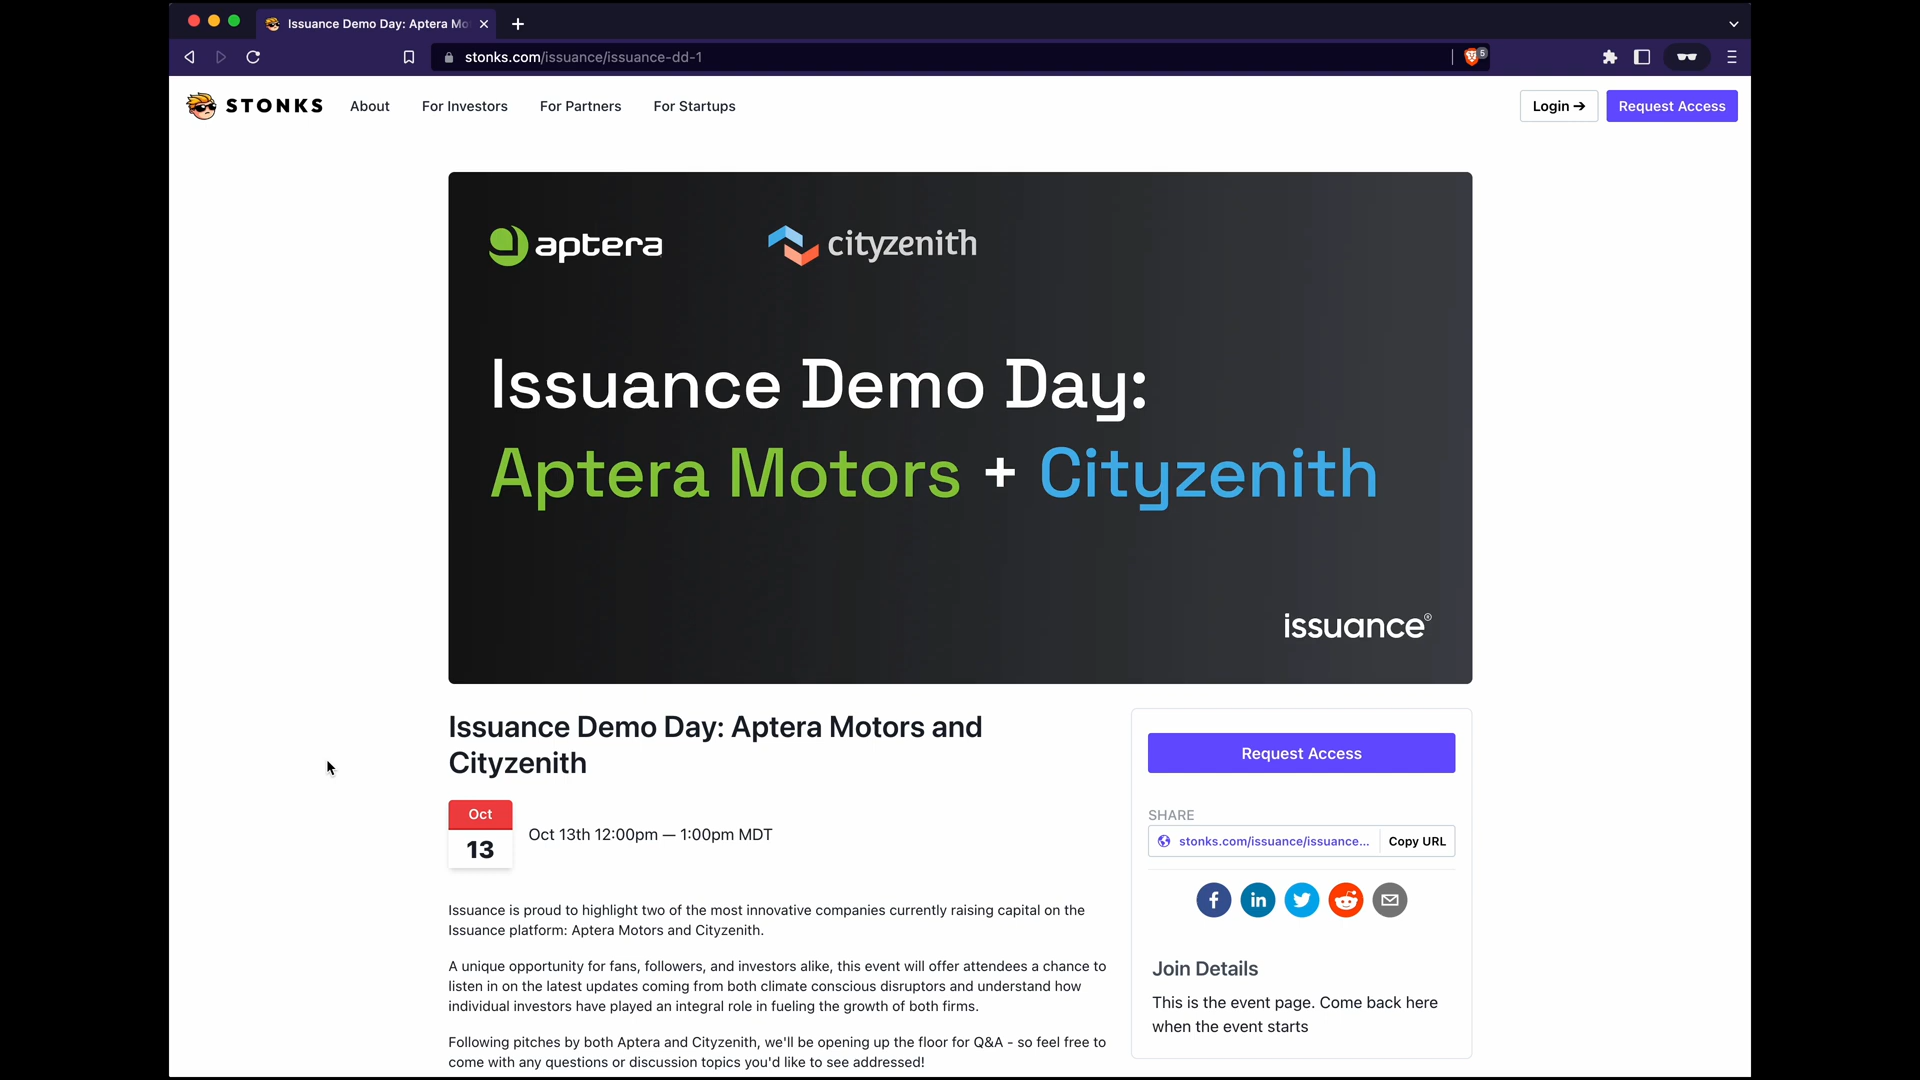 Issuance Demo Day: Aptera Mo
stonks.com/issuance/issuance-dd-1
5
STONKS
About
For Investors
For Partners
For Startups
Login →
Request Access
aptera
cityzenith
Issuance Demo Day:
Aptera Motors + Cityzenith
issuance®
Issuance Demo Day: Aptera Motors and
Cityzenith
Oct
13
Oct 13th 12:00pm — 1:00pm MDT
Issuance is proud to highlight two of the most innovative companies currently raising capital on the
Issuance platform: Aptera Motors and Cityzenith.
A unique opportunity for fans, followers, and investors alike, this event will offer attendees a chance to
listen in on the latest updates coming from both climate conscious disruptors and understand how
individual investors have played an integral role in fueling the growth of both firms.
Following pitches by both Aptera and Cityzenith, we'll be opening up the floor for Q&A - so feel free to
come with any questions or discussion topics you'd like to see addressed!
Request Access
SHARE
stonks.com/issuance/issuance...
Copy URL
Join Details
This is the event page. Come back here
when the event starts